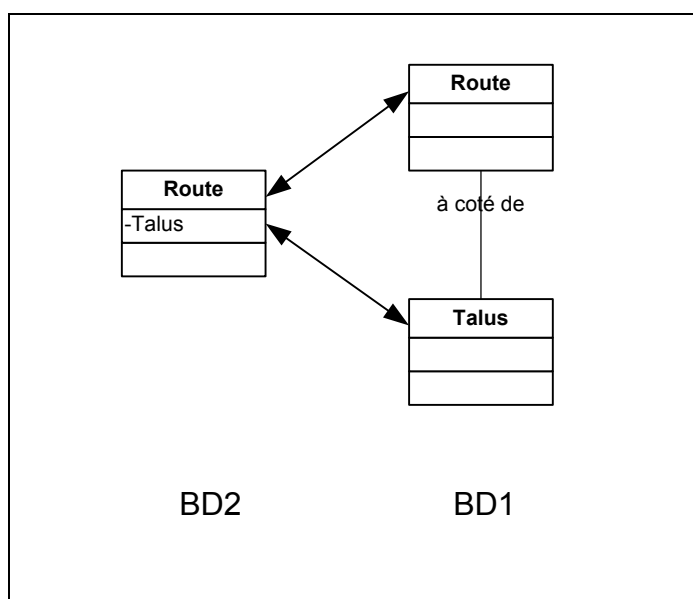 Route
Route
à coté de
-Talus
Talus
BD2
BD1